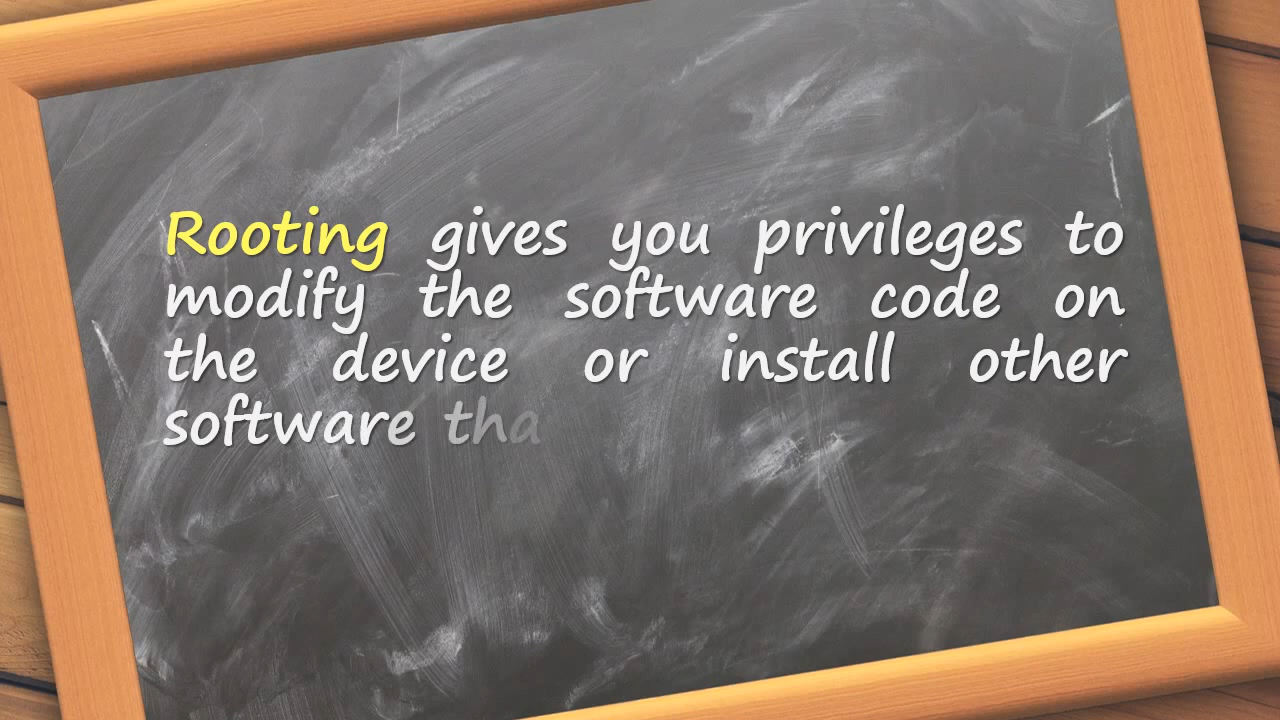 Rooting gives you privileges to
modify the software code on
the device or install other
software tha